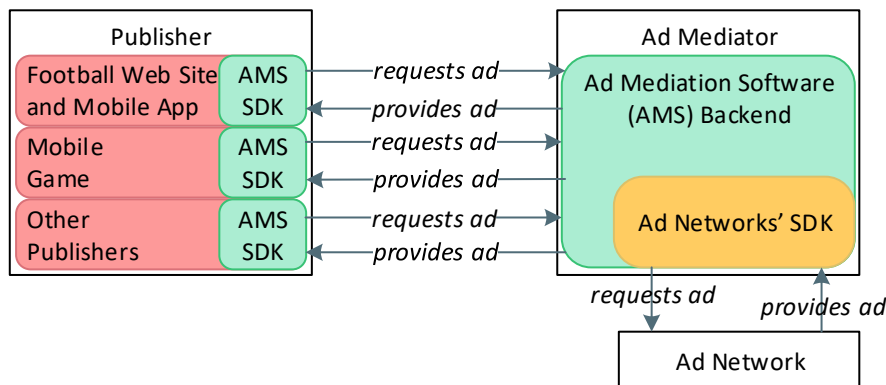 Publisher
Football Web Site
and Mobile App
AMS
SDK
requests ad
provides ad
Mobile
Game
AMS
SDK
requests ad
provides ad
Other
Publishers
AMS
SDK
requests ad
provides ad
Ad Mediator
Ad Mediation Software
(AMS) Backend
Ad Networks’ SDK
requests ad
provides ad
Ad Network